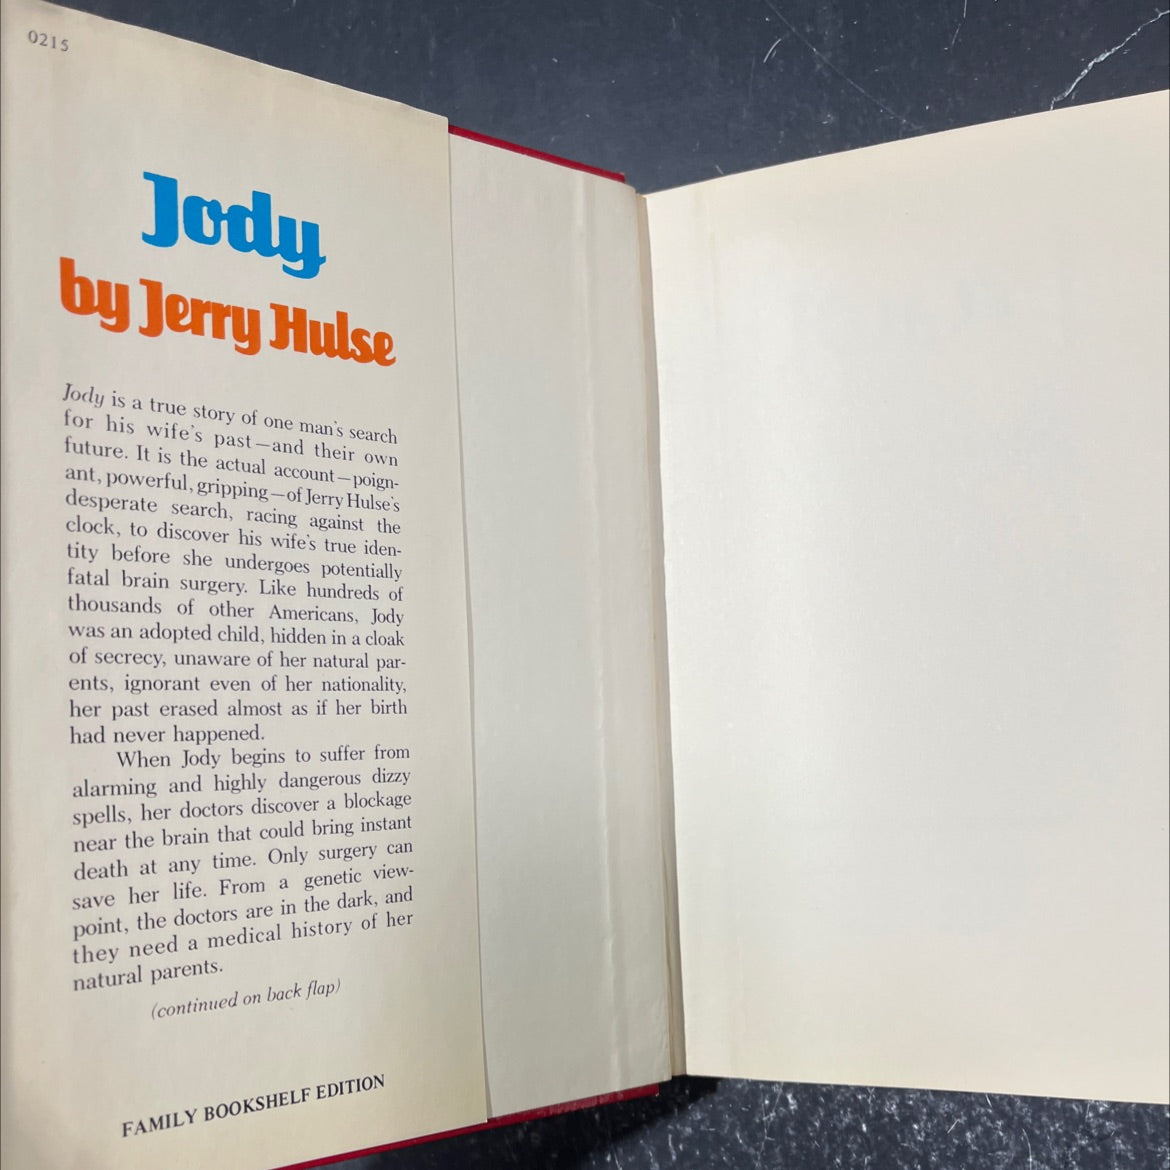 0215
Jody
by Jerry Hulse
Jody is a true story of one man's search
for his wife's past—and their own
future. It is the actual account—poign-
ant, powerful, gripping—of Jerry Hulse's
desperate search, racing against the
clock, to discover his wife's true iden-
tity before she undergoes potentially
fatal brain surgery. Like hundreds of
thousands of other Americans, Jody
was an adopted child, hidden in a cloak
of secrecy, unaware of her natural par-
ents, ignorant even of her nationality,
her past erased almost as if her birth
had never happened.
When Jody begins to suffer from
alarming and highly dangerous dizzy
spells, her doctors discover a blockage
near the brain that could bring instant
death at any time. Only surgery can
save her life. From a genetic view-
point, the doctors are in the dark, and
they need a medical history of her
natural parents.
(continued on back flap)
FAMILY BOOKSHELF EDITION